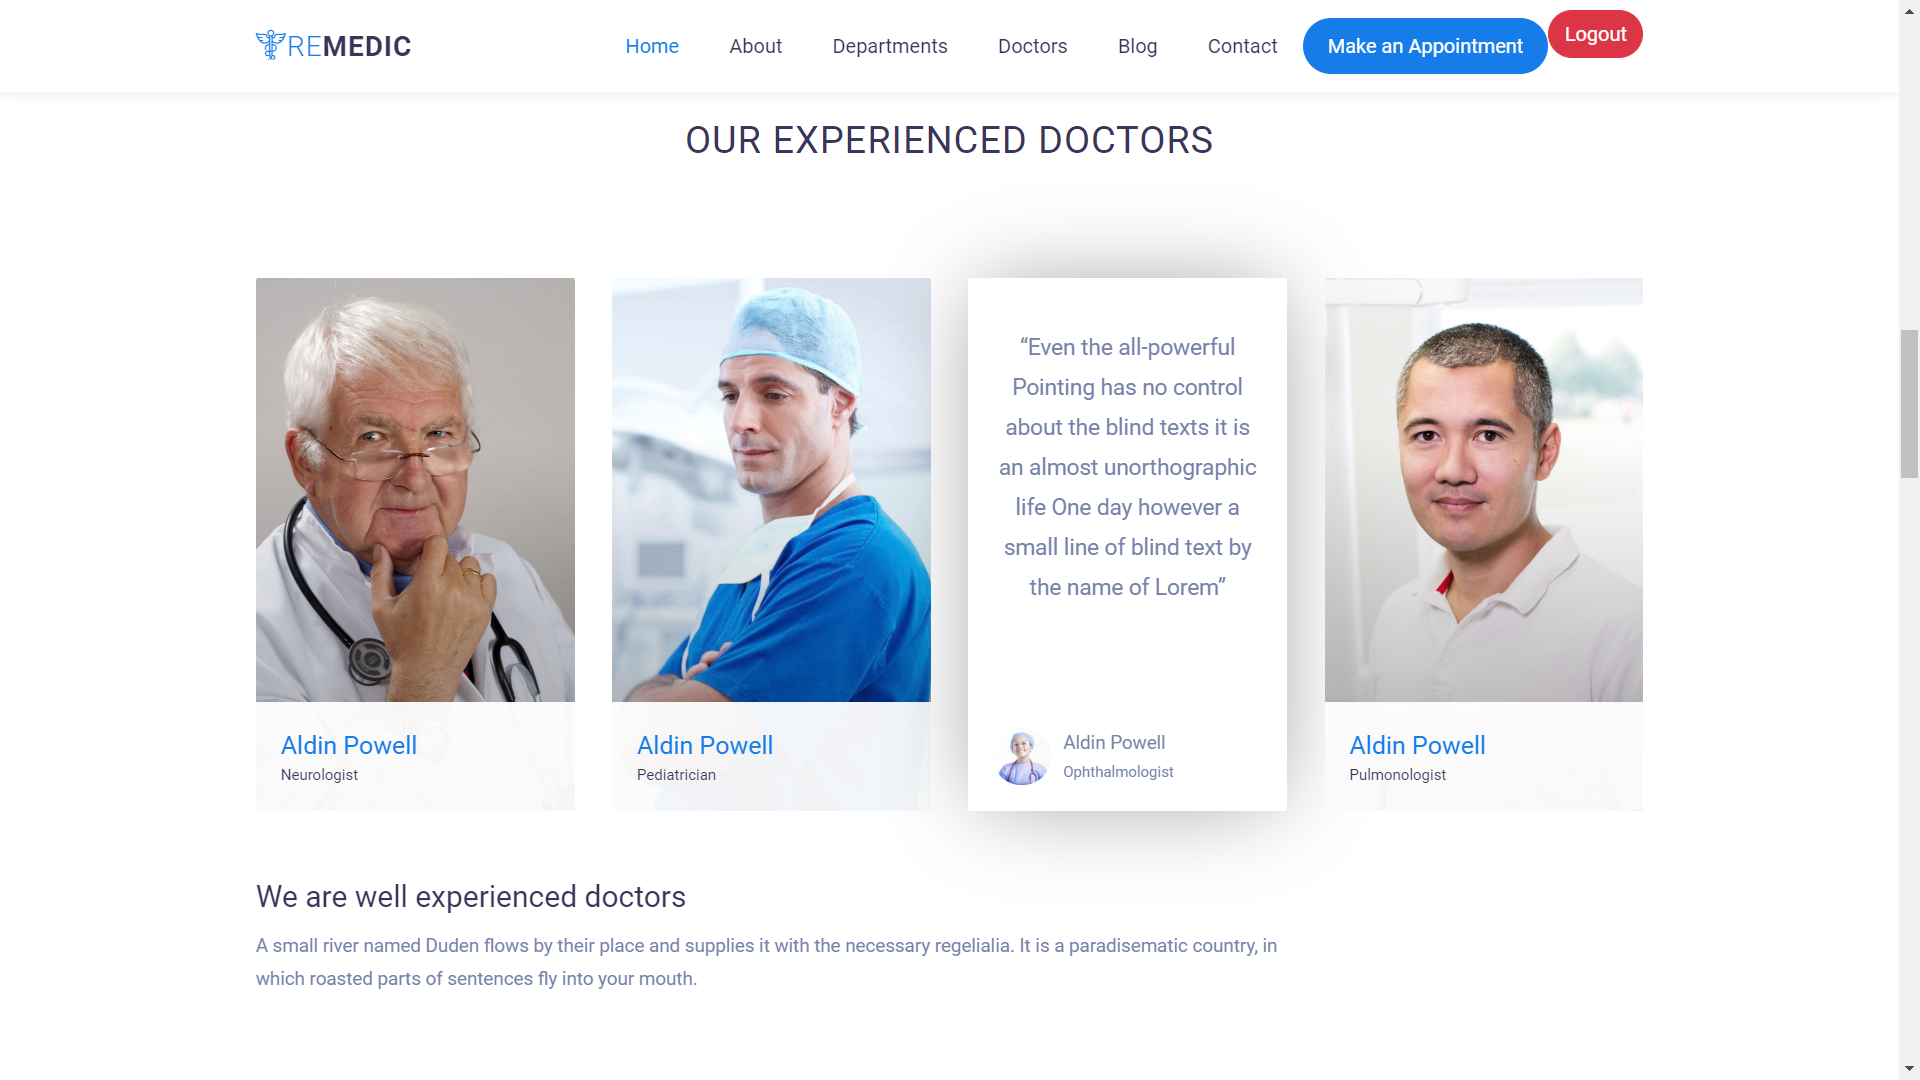 REMEDIC
Home
About
Departments
Doctors
Blog
Contact
Make an Appointment
Logout
OUR EXPERIENCED DOCTORS
Aldin Powell
Neurologist
Aldin Powell
Pediatrician
“Even the all-powerful
Pointing has no control
about the blind texts it is
an almost unorthographic
life One day however a
small line of blind text by
the name of Lorem”
Aldin Powell
Ophthalmologist
Aldin Powell
Pulmonologist
We are well experienced doctors
A small river named Duden flows by their place and supplies it with the necessary regelialia. It is a paradisematic country, in
which roasted parts of sentences fly into your mouth.